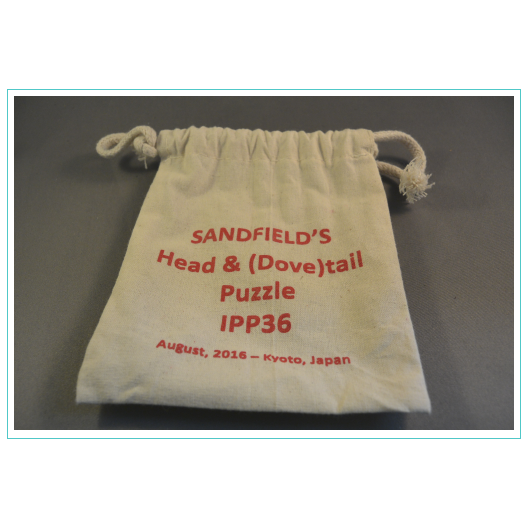 SANDFIELD'S
Head & (Dove)tail
Puzzle
IPP36
August, 2016 – Kyoto, Japan